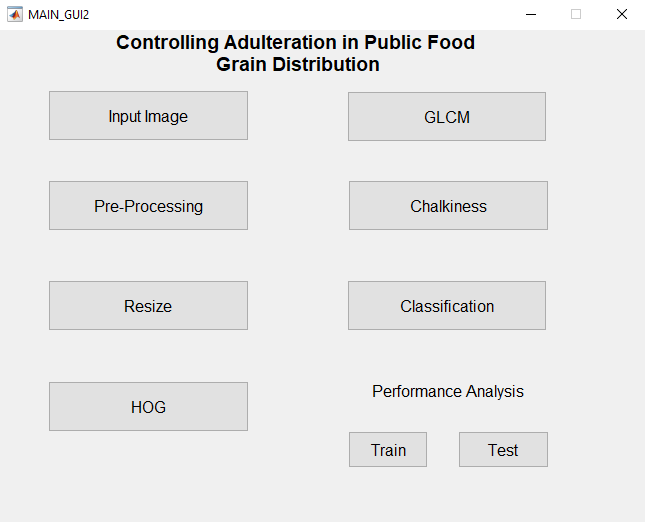 MAIN_GUI2
Controlling Adulteration in Public Food
Grain Distribution
Input Image
GLCM
Pre-Processing
Chalkiness
Resize
Classification
HOG
Performance Analysis
Train
Test